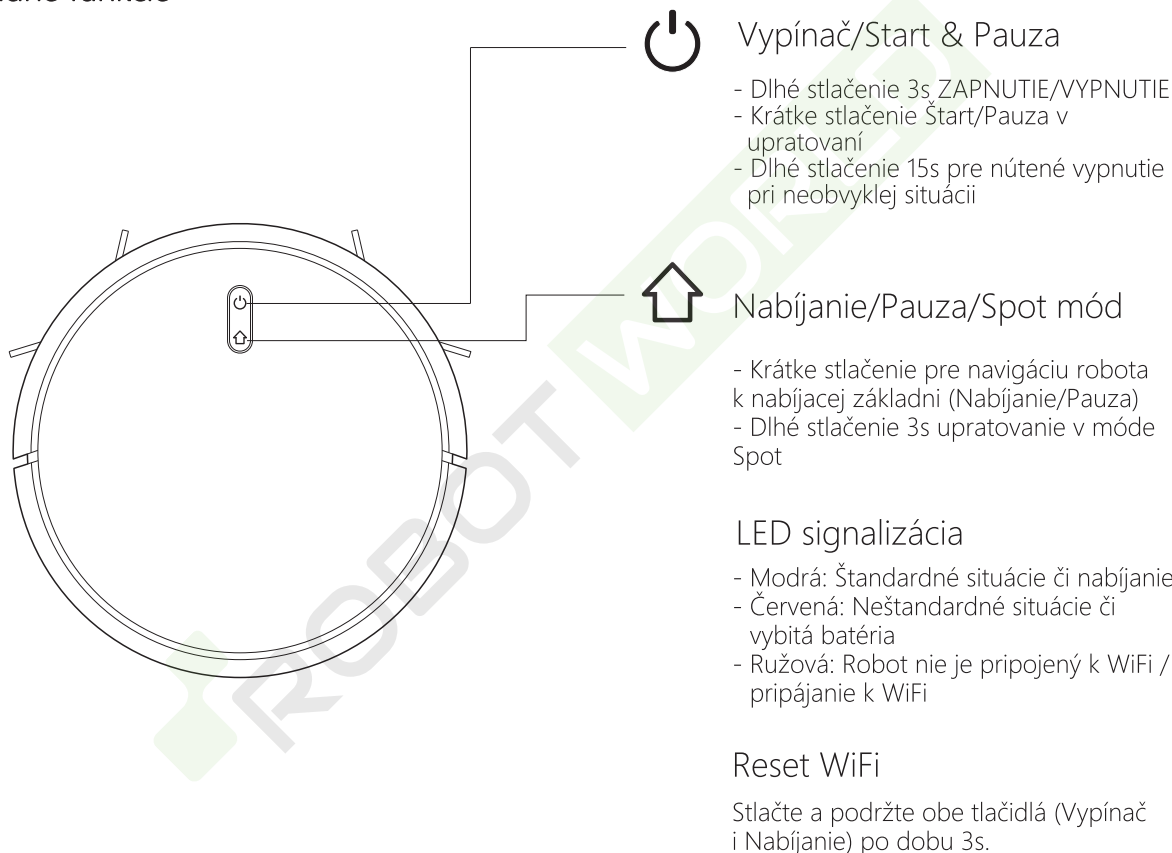 funkcie
Vypínač/Start & Pauza
- Dlhé stlačenie 3s ZAPNUTIE/VYPNUTIE
- Krátke stlačenie Štart/Pauza v
upratovaní
- Dlhé stlačenie 15s pre nútené vypnutie
pri neobvyklej situácii
Nabíjanie/Pauza/Spot mód
- Krátke stlačenie pre navigáciu robota
k nabíjacej základni (Nabíjanie/Pauza)
- Dlhé stlačenie 3s upratovanie v móde
Spot
LED signalizácia
- Modrá: Štandardné situácie či nabíjanie
- Červená: Neštandardné situácie či
vybitá batéria
- Ružová: Robot nie je pripojený k WiFi /
pripájanie k WiFi
Reset WiFi
Stlačte a podržte obe tlačidlá (Vypínač
i Nabíjanie) po dobu 3s.
ROBOT WORLD